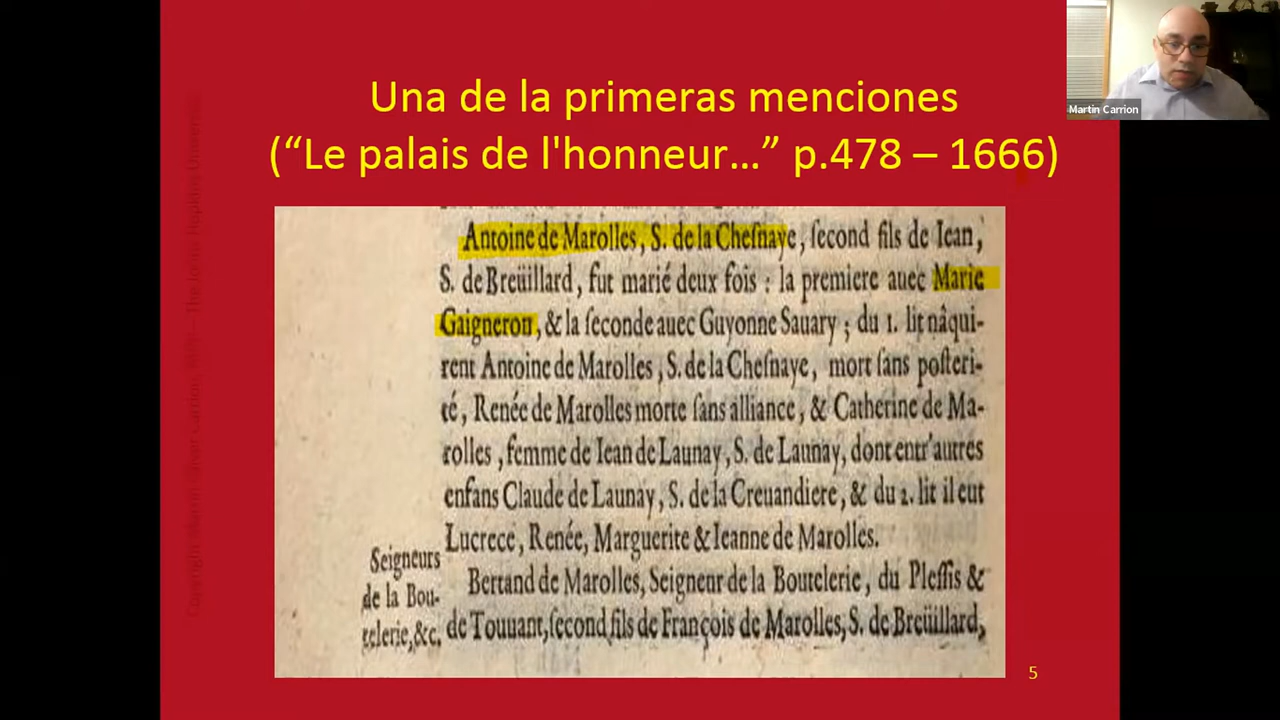 Una de la primeras menciones
(“Le palais de l'honneur…” p.478 – 1666)
Martin Carrion
Antoine de Marolles, S. de la Cheſnaye, ſecond fils de Iean,
S. de Breüillard, fut marié deux fois : la premiere auec Marie
Gaigneron, & la ſeconde auec Guyonne Sauary ; du 1. lit nâqui-
rent Antoine de Marolles, S. de la Cheſnaye, mort ſans poſteri-
té, Renée de Marolles morte ſans alliance, & Catherine de Ma-
rolles, femme de Iean de Launay, S. de Launay, dont entr'autres
enfans Claude de Launay, S. de la Creuandiere, & du 2. lit il eut
Lucrece, Renée, Marguerite & Ieanne de Marolles.
Seigneurs
de la Bou-
telerie, &c.
Bertand de Marolles, Seigneur de la Boutelerie, du Pleſſis &
de Touuant, ſecond fils de François de Marolles, S. de Breüillard,
5